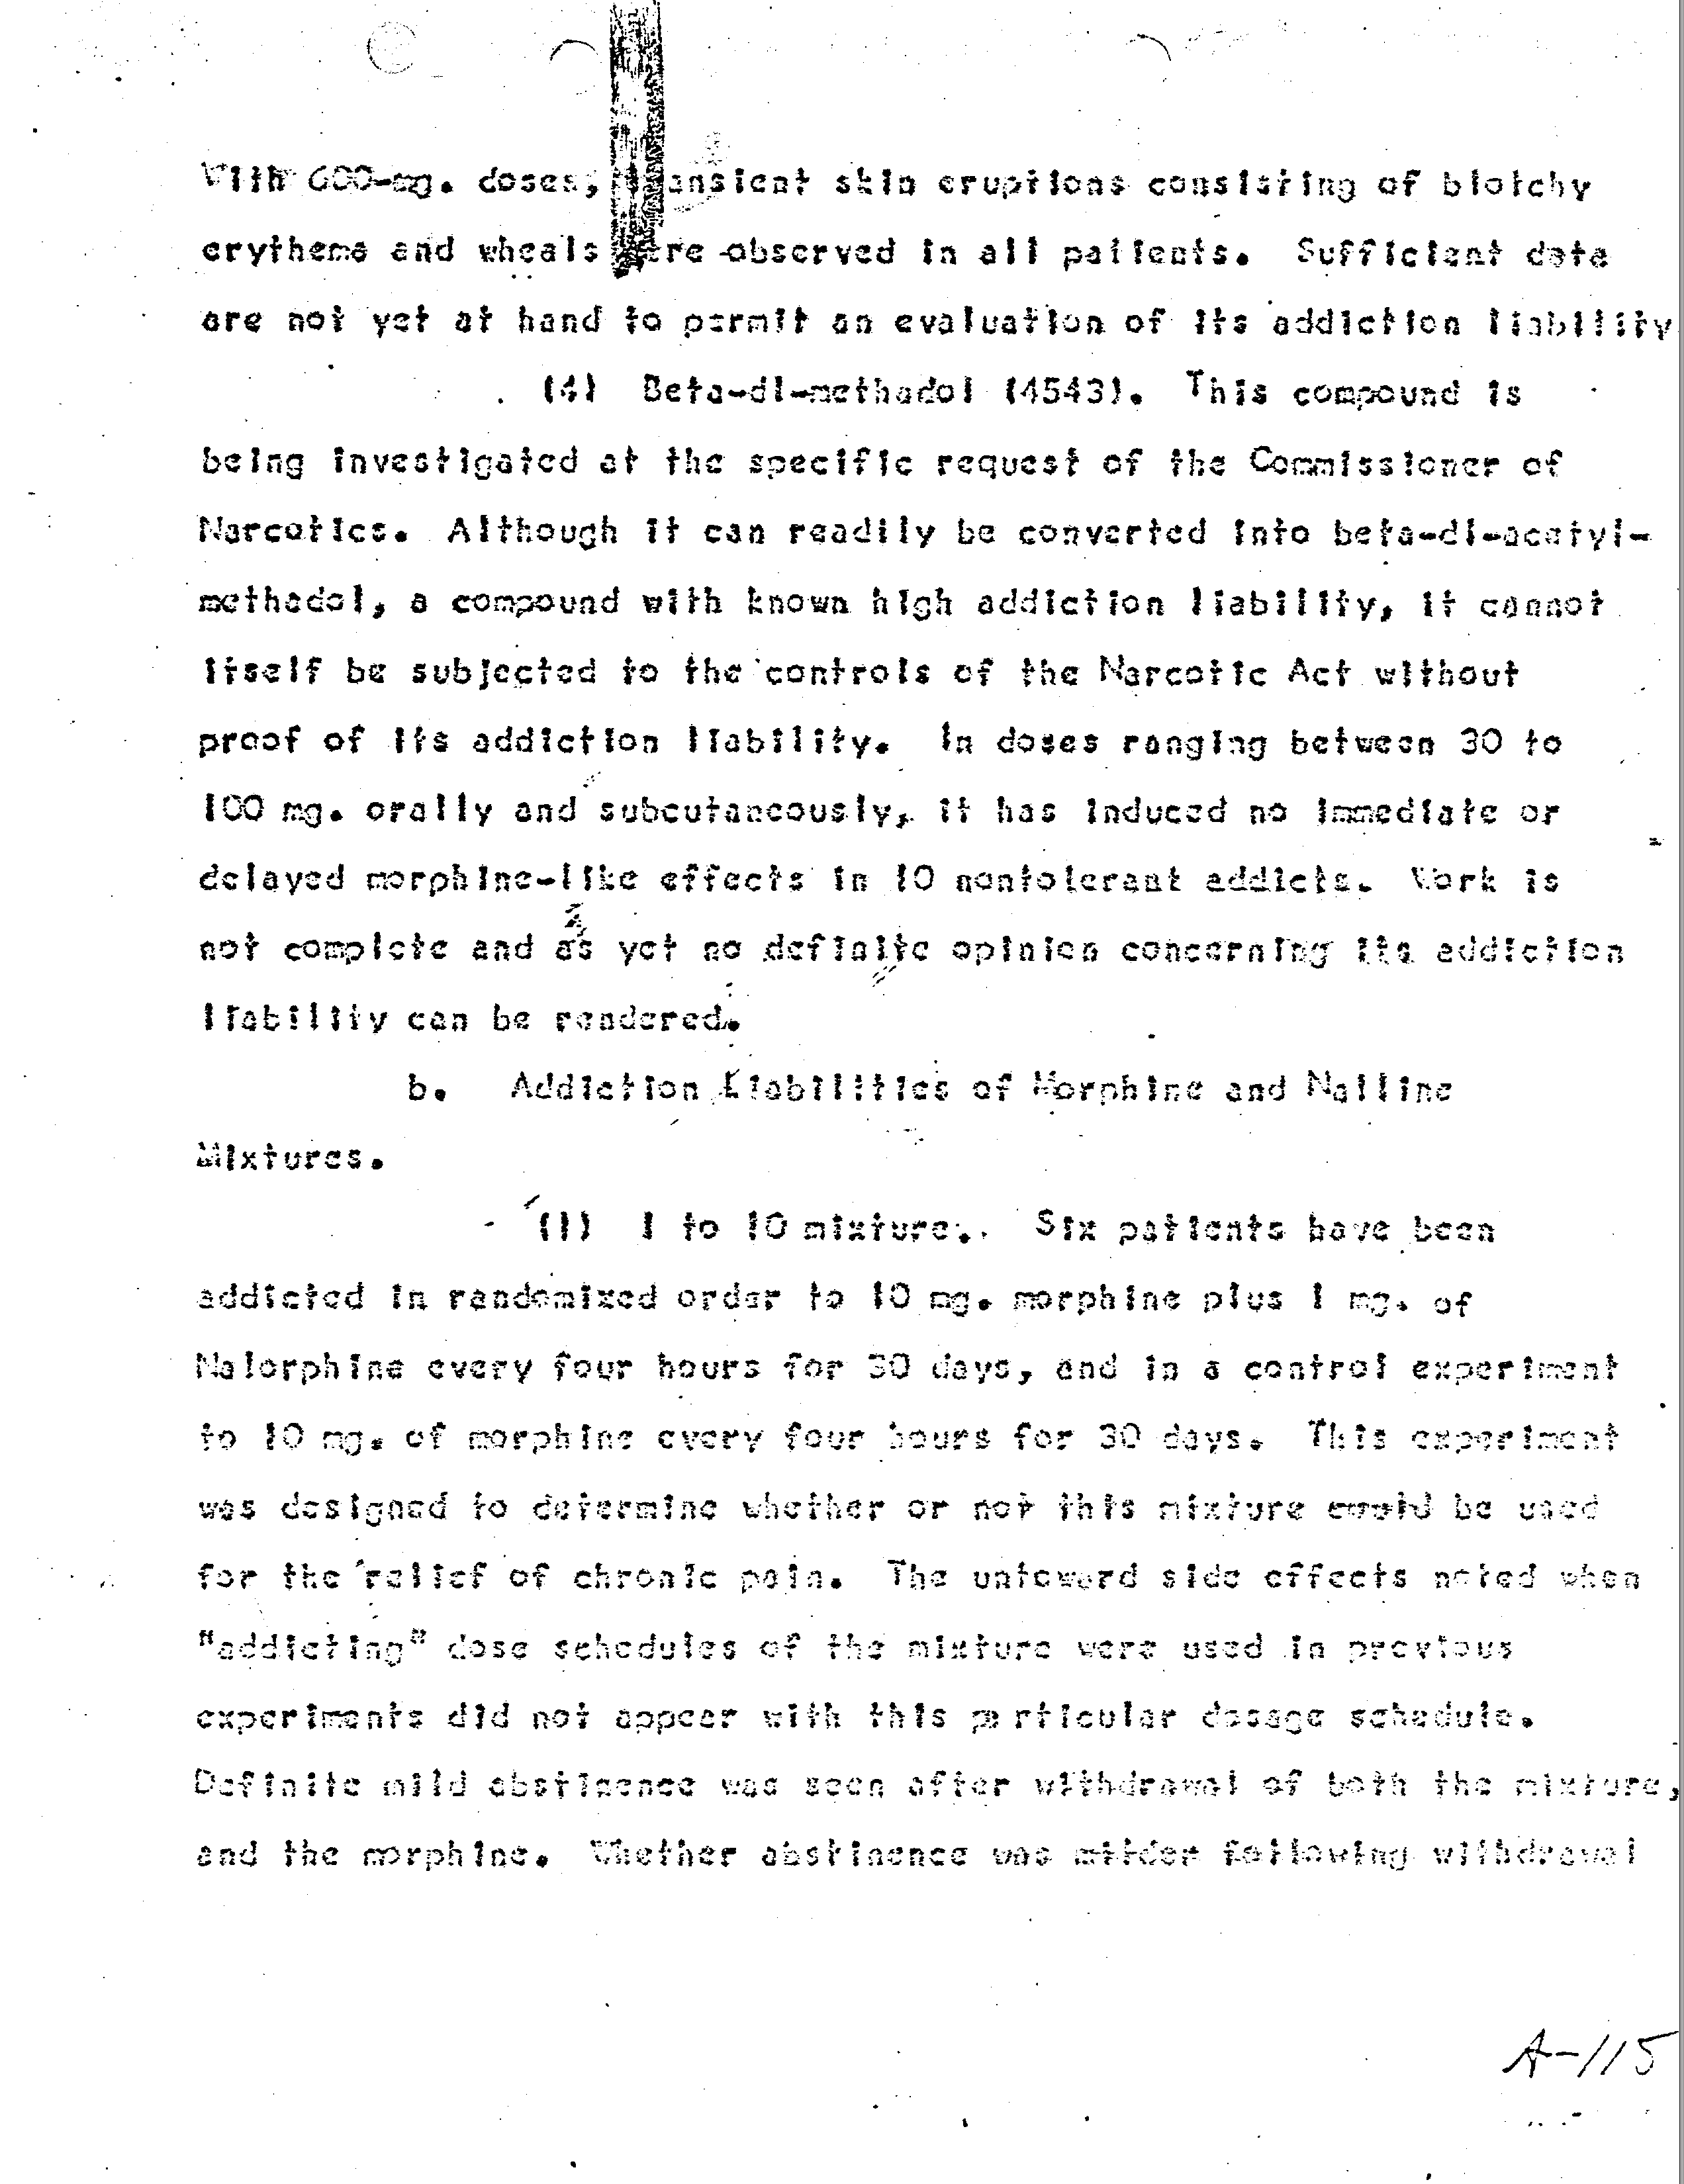 With 600-mg. doses, transient skin eruptions consisting of blotchy
erythema and wheals were observed in all patients. Sufficient data
are not yet at hand to permit an evaluation of its addiction liability
(4) Beta-dl-methadol (4543). This compound is
being investigated at the specific request of the Commissioner of
Narcotics. Although it can readily be converted into beta-dl-acetyl-
methadol, a compound with known high addiction liability, it cannot
itself be subjected to the controls of the Narcotic Act without
proof of its addiction liability. In doses ranging between 30 to
100 mg. orally and subcutaneously, it has induced no immediate or
delayed morphine-like effects in 10 nontolerant addicts. Work is
not complete and as yet no definite opinion concerning its addiction
liability can be rendered.
b. Addiction Liabilities of Morphine and Nalline
Mixtures.
(1) 1 to 10 mixture. Six patients have been
addicted in randomized order to 10 mg. morphine plus 1 mg. of
Nalorphine every four hours for 30 days, and in a control experiment
to 10 mg. of morphine every four hours for 30 days. This experiment
was designed to determine whether or not this mixture could be used
for the relief of chronic pain. The untoward side effects noted when
"addicting" dose schedules of the mixture were used in previous
experiments did not appear with this particular dosage schedule.
Definite mild abstinence was seen after withdrawal of both the mixture,
and the morphine. Whether abstinence was milder following withdrawal
A-115